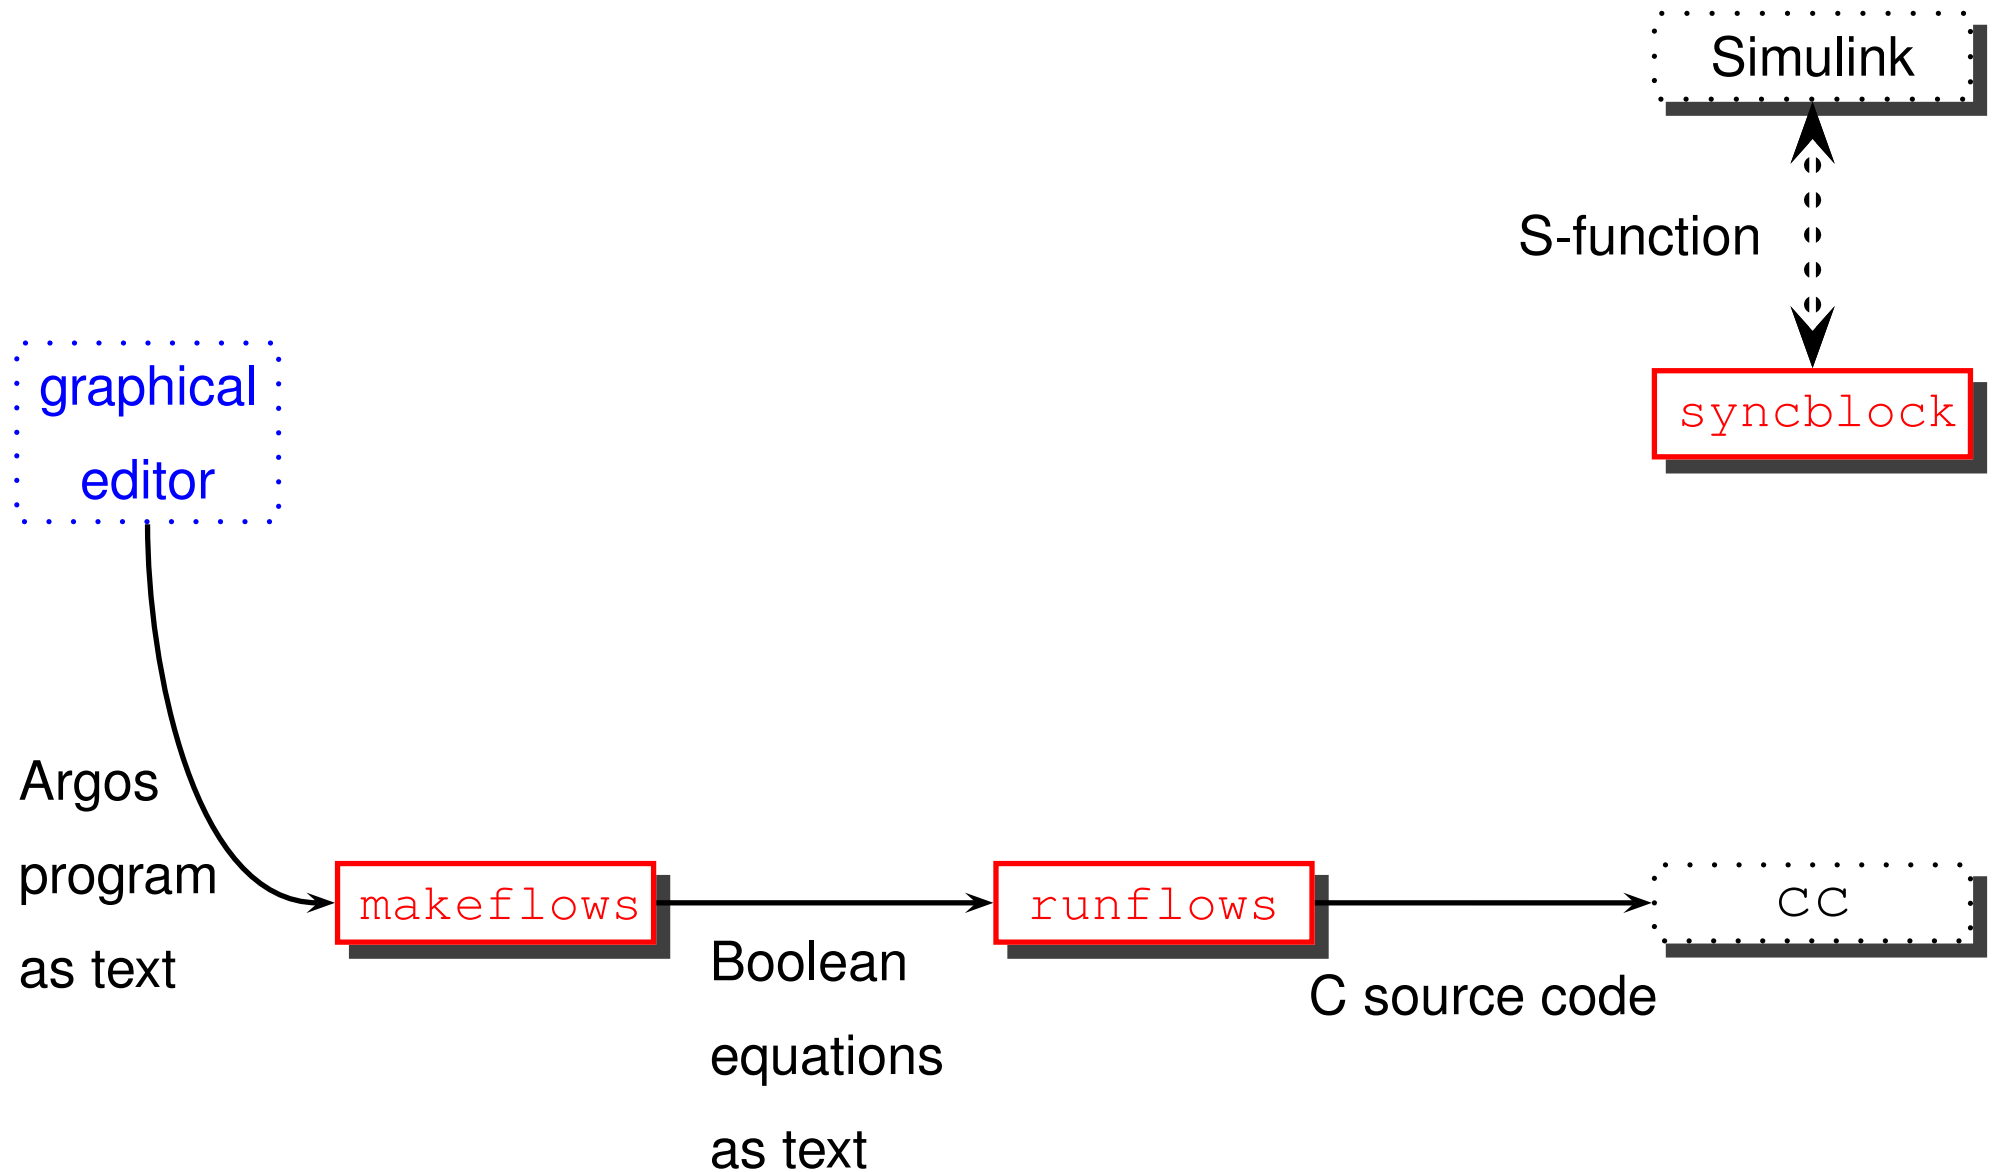 Simulink
S-function
graphical
editor
syncblock
Argos
program
as text
makeflows
Boolean
equations
as text
runflows
C source code
cc